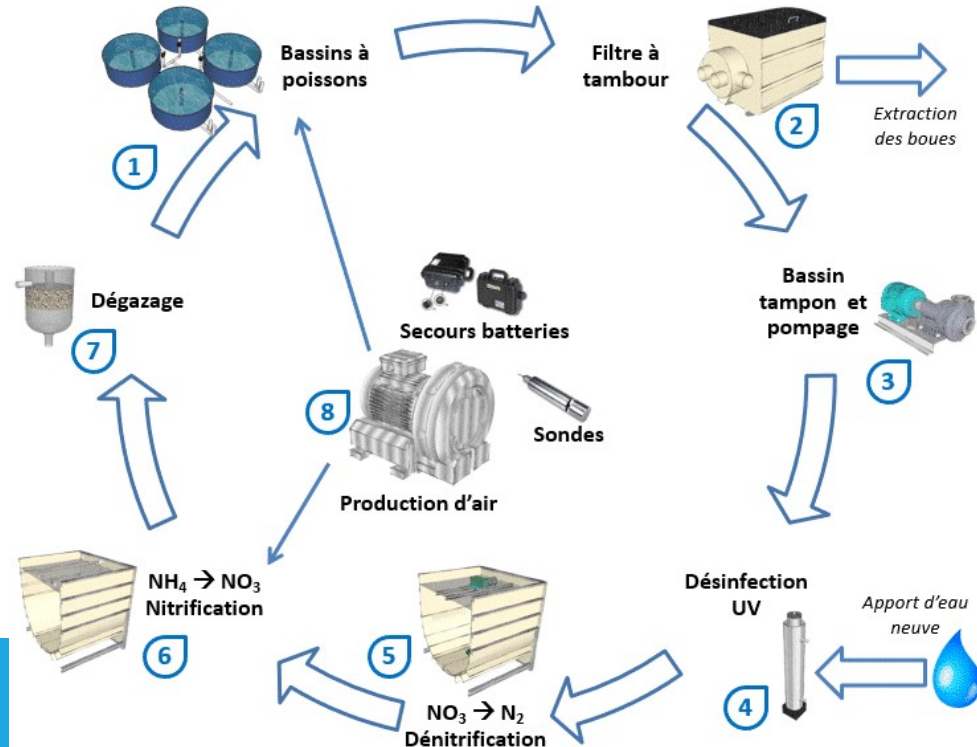 Bassins à
poissons
1
Filtre à
tambour
2
Extraction
des boues
Bassin
tampon et
pompage
3
Désinfection
UV
4
Apport d'eau
neuve
5
NO₃ → N₂
Dénitrification
NH₄ → NO₃
Nitrification
6
Dégazage
7
Secours batteries
Sondes
8
Production d'air